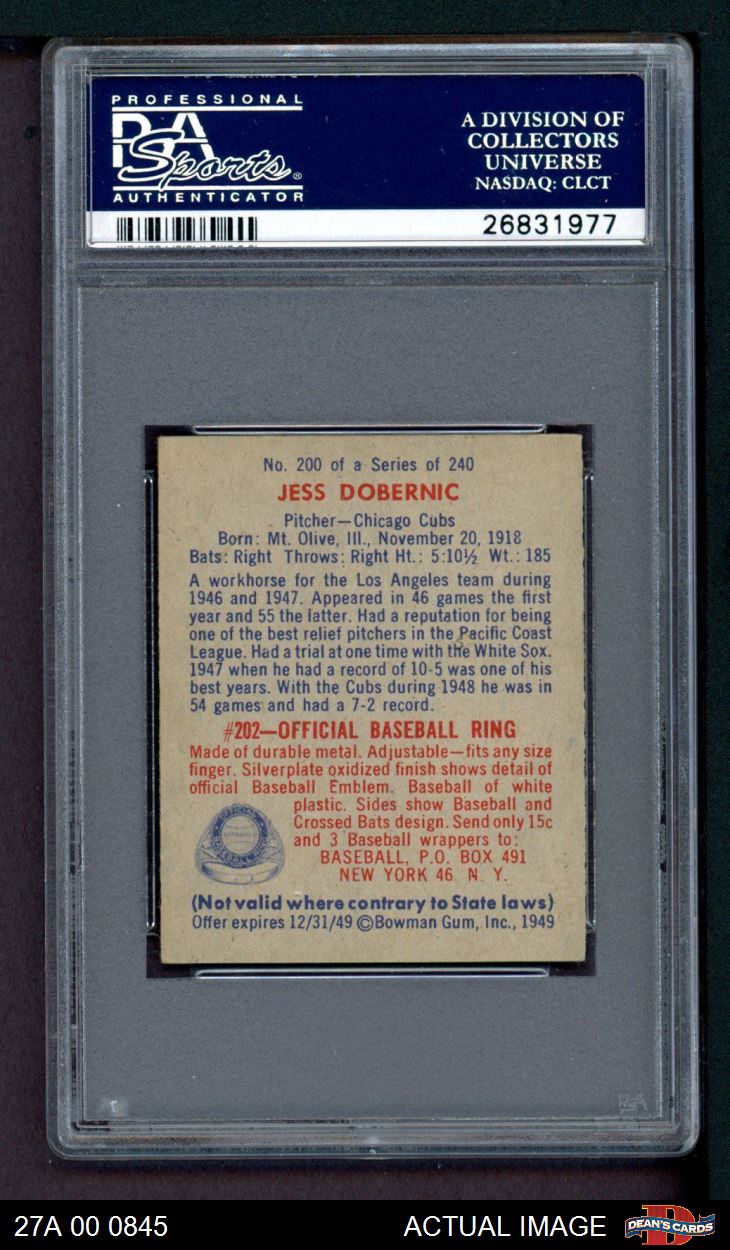 PROFESSIONAL
PSA
Sports
AUTHENTICATOR
A DIVISION OF
COLLECTORS
UNIVERSE
NASDAQ: CLCT
26831977
No. 200 of a Series of 240
JESS DOBERNIC
Pitcher—Chicago Cubs
Born: Mt. Olive, Ill., November 20, 1918
Bats: Right Throws: Right Ht.: 5:10½ Wt.: 185
A workhorse for the Los Angeles team during
1946 and 1947. Appeared in 46 games the first
year and 55 the latter. Had a reputation for being
one of the best relief pitchers in the Pacific Coast
League. Had a trial at one time with the White Sox.
1947 when he had a record of 10-5 was one of his
best years. With the Cubs during 1948 he was in
54 games and had a 7-2 record.
#202—OFFICIAL BASEBALL RING
Made of durable metal. Adjustable—fits any size
finger. Silverplate oxidized finish shows detail of
official Baseball Emblem. Baseball of white
plastic. Sides show Baseball and
Crossed Bats design. Send only 15c
and 3 Baseball wrappers to:
BASEBALL, P.O. BOX 491
NEW YORK 46 N. Y.
OFFICIAL
BASEBALL RING
(Not valid where contrary to State laws)
Offer expires 12/31/49 ©Bowman Gum, Inc., 1949
27A 00 0845
ACTUAL IMAGE
DEAN'S CARDS